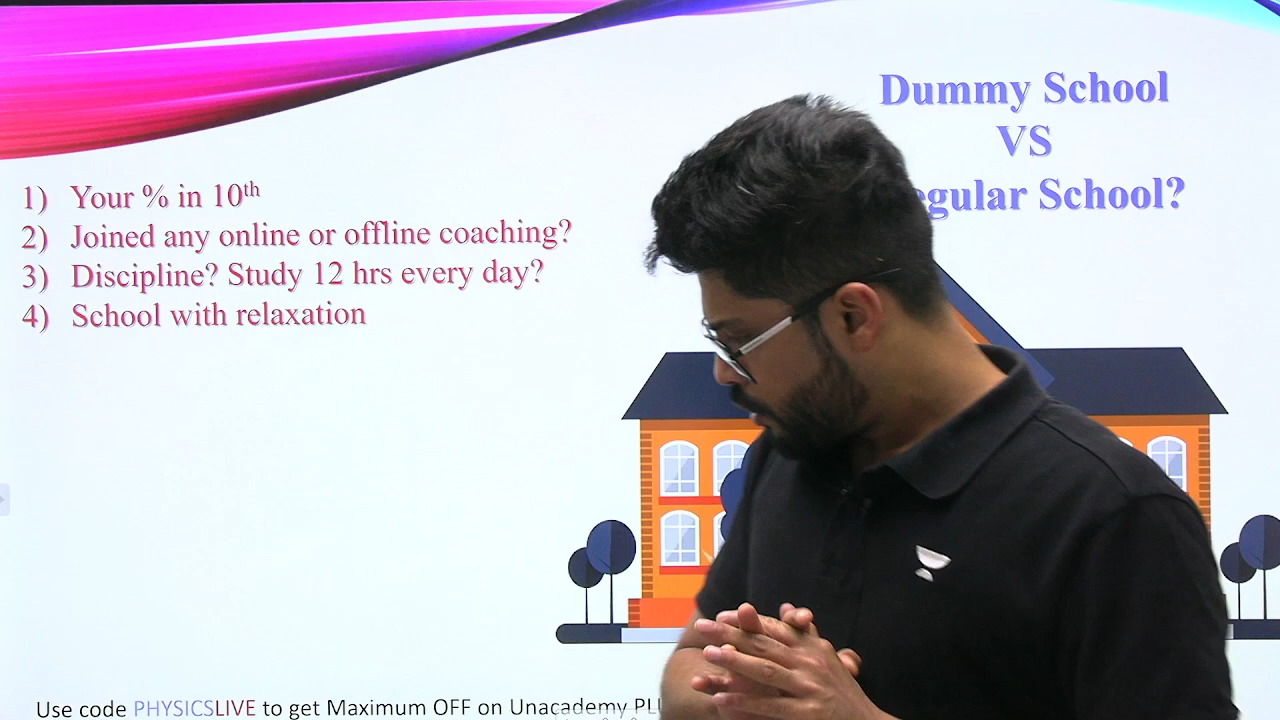 Dummy School
VS
egular School?
1) Your % in 10th
2) Joined any online or offline coaching?
3) Discipline? Study 12 hrs every day?
4) School with relaxation
Use code PHYSICSLIVE to get Maximum OFF on Unacademy PLU